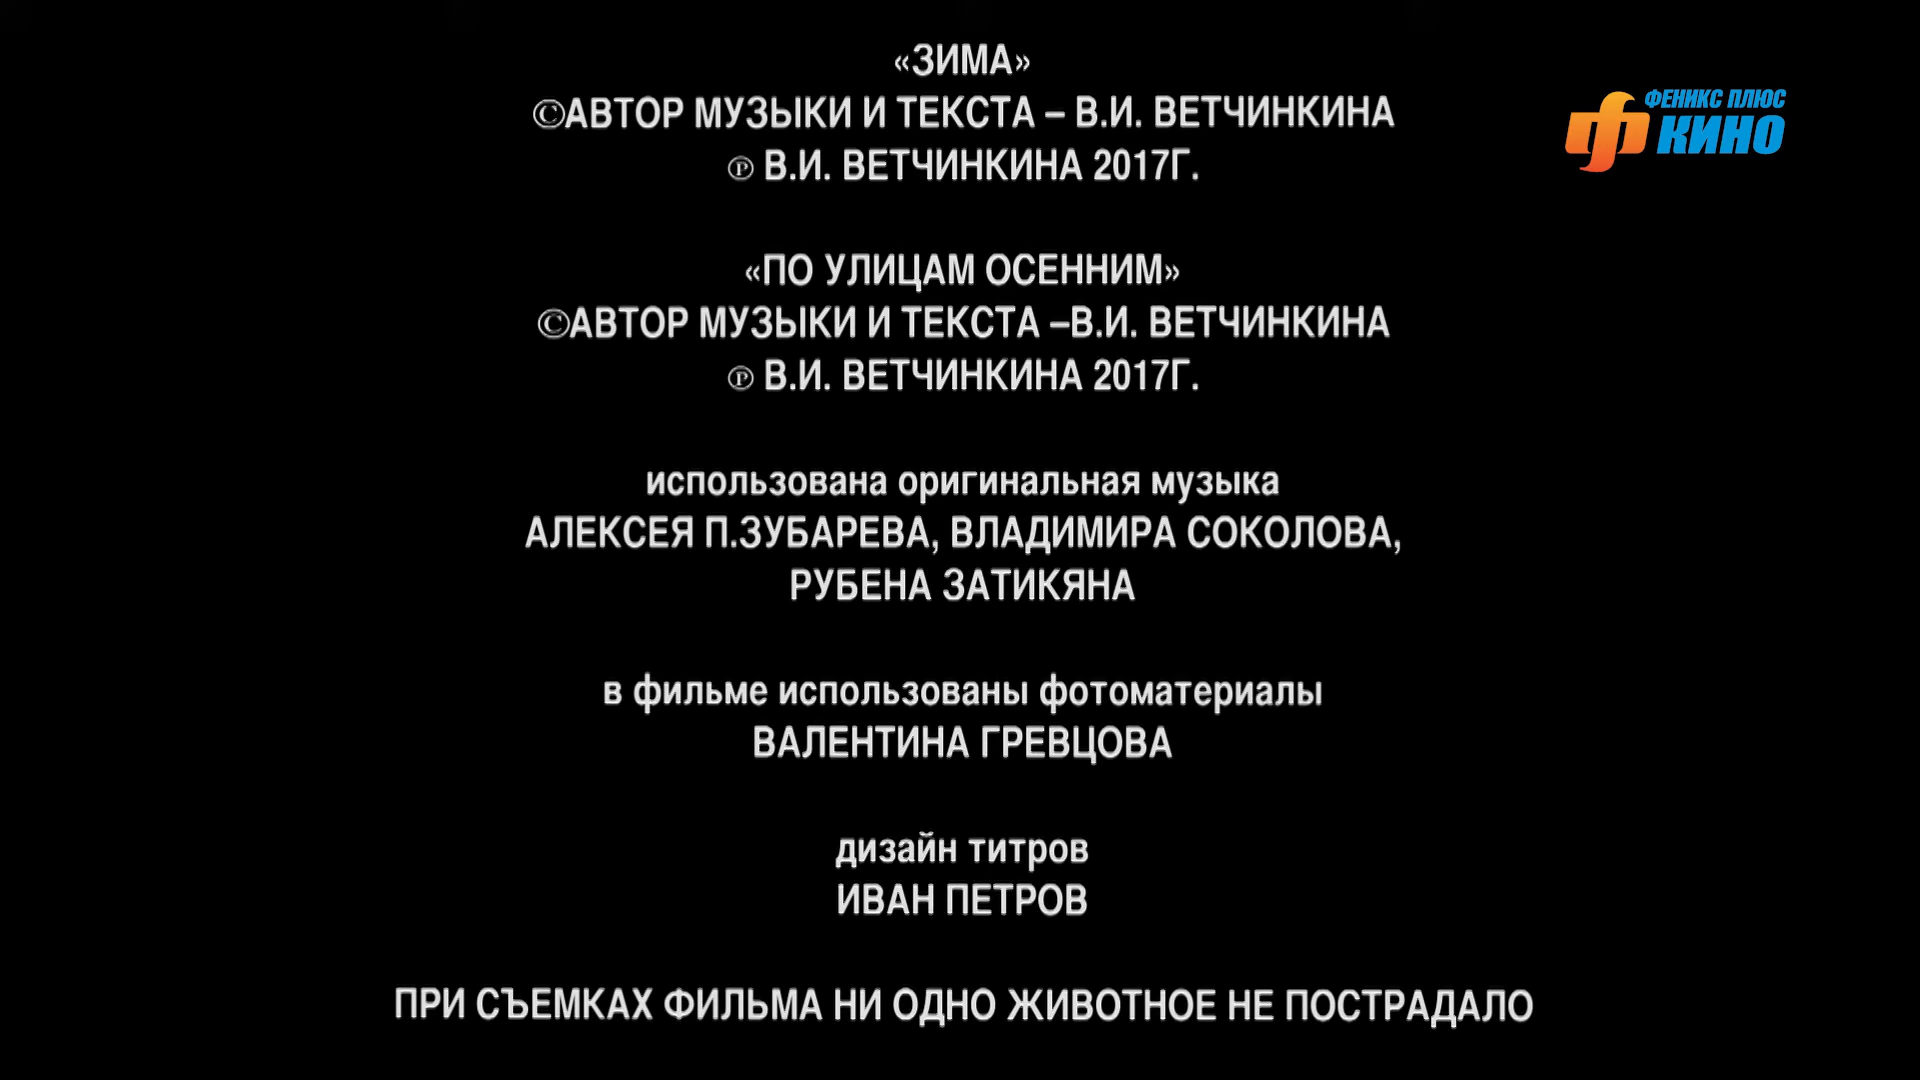 «ЗИМА»
©АВТОР МУЗЫКИ И ТЕКСТА – В.И. ВЕТЧИНКИНА
℗ В.И. ВЕТЧИНКИНА 2017Г.
ФЕНИКС ПЛЮС
КИНО
«ПО УЛИЦАМ ОСЕННИМ»
©АВТОР МУЗЫКИ И ТЕКСТА –В.И. ВЕТЧИНКИНА
℗ В.И. ВЕТЧИНКИНА 2017Г.
использована оригинальная музыка
АЛЕКСЕЯ П.ЗУБАРЕВА, ВЛАДИМИРА СОКОЛОВА,
РУБЕНА ЗАТИКЯНА
в фильме использованы фотоматериалы
ВАЛЕНТИНА ГРЕВЦОВА
дизайн титров
ИВАН ПЕТРОВ
ПРИ СЪЕМКАХ ФИЛЬМА НИ ОДНО ЖИВОТНОЕ НЕ ПОСТРАДАЛО